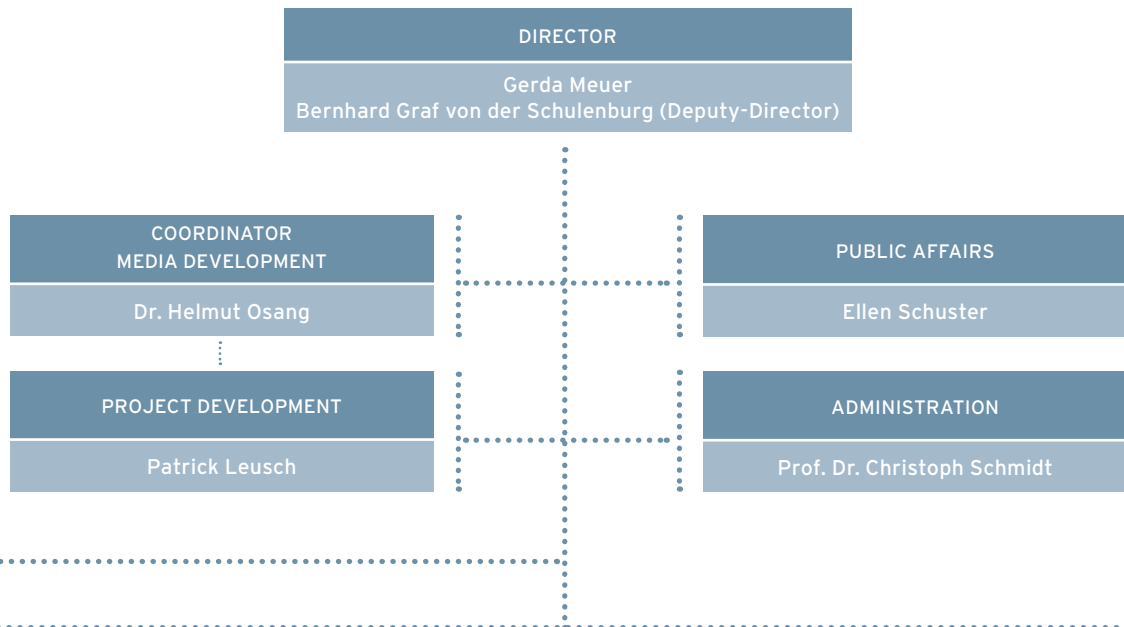 DIRECTOR
Gerda Meuer
Bernhard Graf von der Schulenburg (Deputy-Director)
COORDINATOR
MEDIA DEVELOPMENT
Dr. Helmut Osang
PUBLIC AFFAIRS
Ellen Schuster
PROJECT DEVELOPMENT
Patrick Leusch
ADMINISTRATION
Prof. Dr. Christoph Schmidt